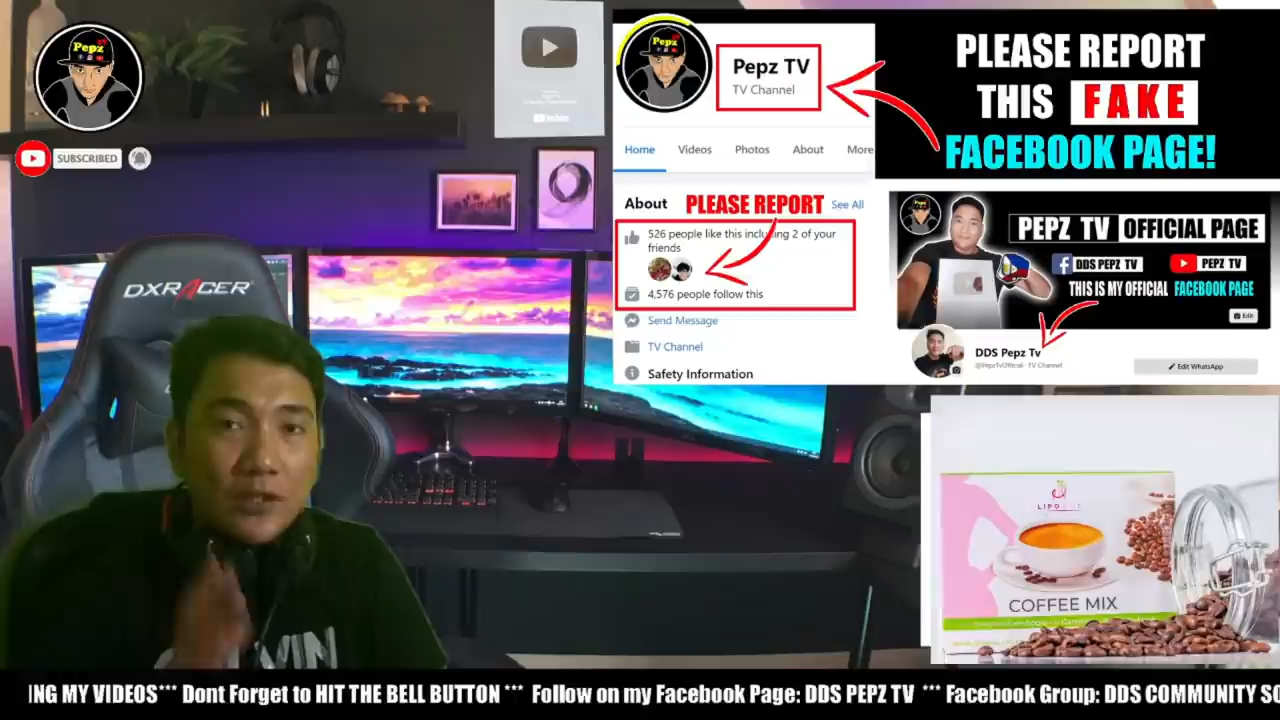 Pepz
SUBSCRIBED
DXRACER
Pepz
Pepz TV
TV Channel
PLEASE REPORT
THIS FAKE
FACEBOOK PAGE!
Home Videos Photos About More
About PLEASE REPORT See All
526 people like this including 2 of your
friends
4,576 people follow this
Send Message
TV Channel
Safety Information
PEPZ TV OFFICIAL PAGE
DDS PEPZ TV PEPZ TV
THIS IS MY OFFICIAL FACEBOOK PAGE
Edit
DDS Pepz Tv
TV Channel
Edit WhatsApp
COFFEE MIX
ING MY VIDEOS*** Dont Forget to HIT THE BELL BUTTON *** Follow on my Facebook Page: DDS PEPZ TV *** Facebook Group: DDS COMMUNITY SO